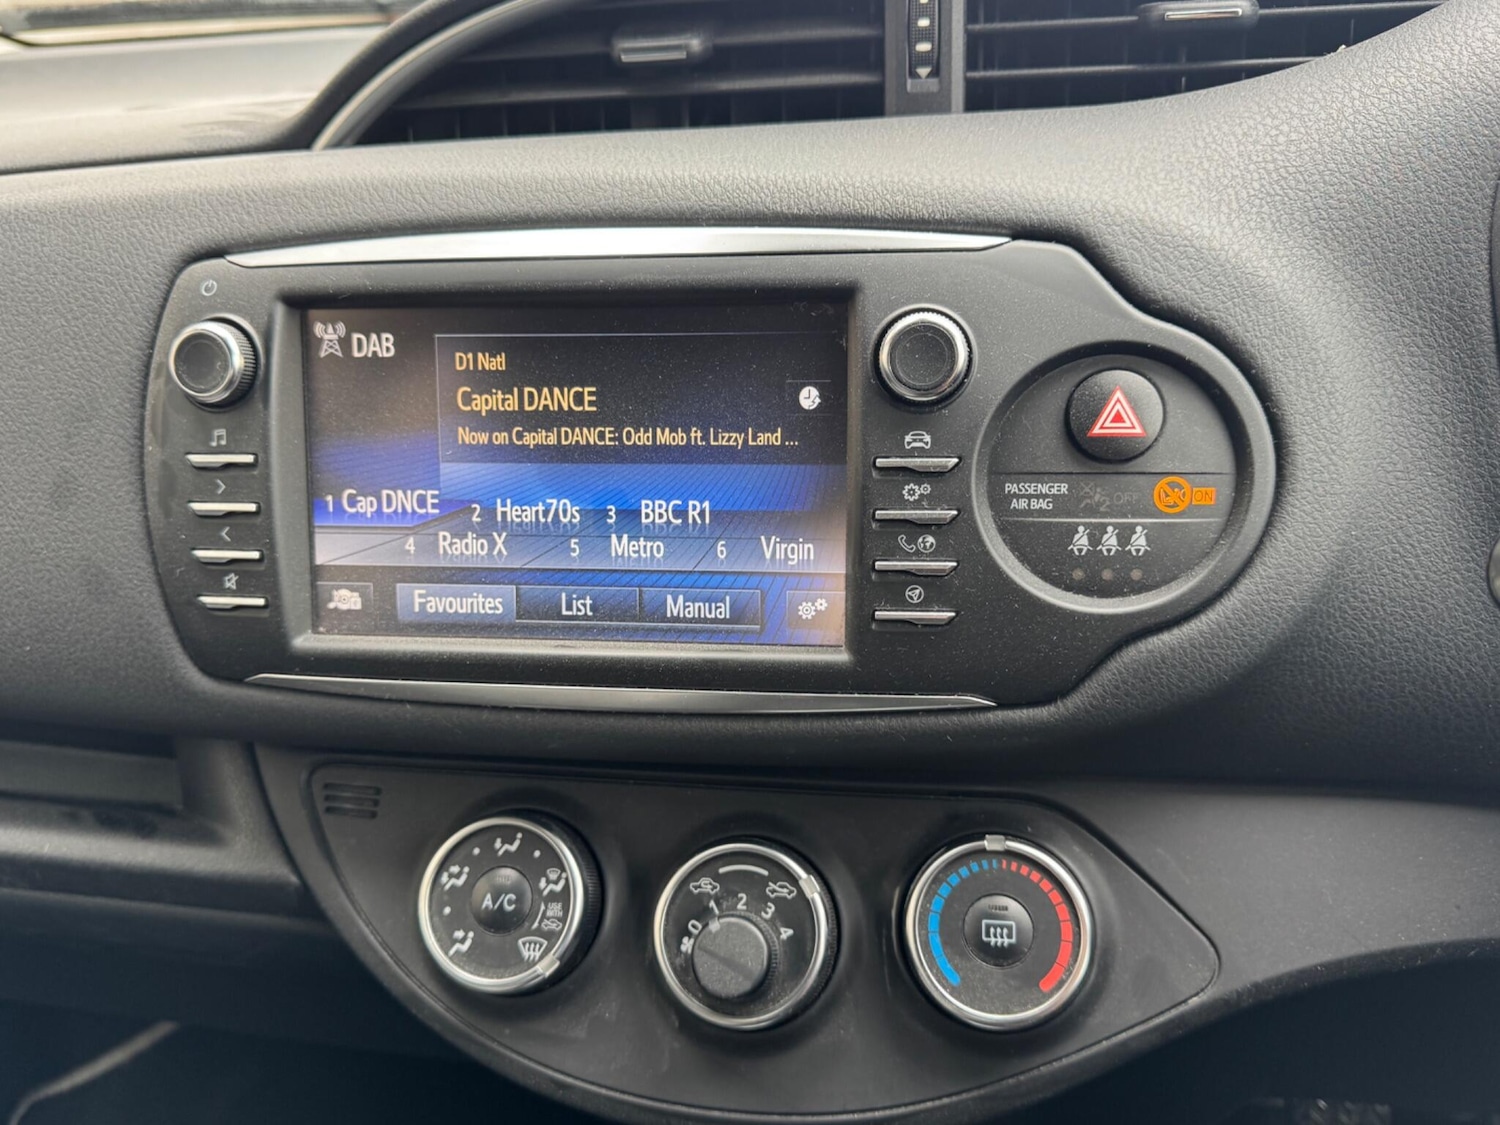 DAB
D1 Natl
Capital DANCE
Now on Capital DANCE: Odd Mob ft. Lizzy Land ...
1 Cap DNCE 2 Heart70s 3 BBC R1
4 Radio X 5 Metro 6 Virgin
Favourites List Manual
PASSENGER
AIR BAG
OFF
ON
A/C
USE
WITH
0 1 2 3 4